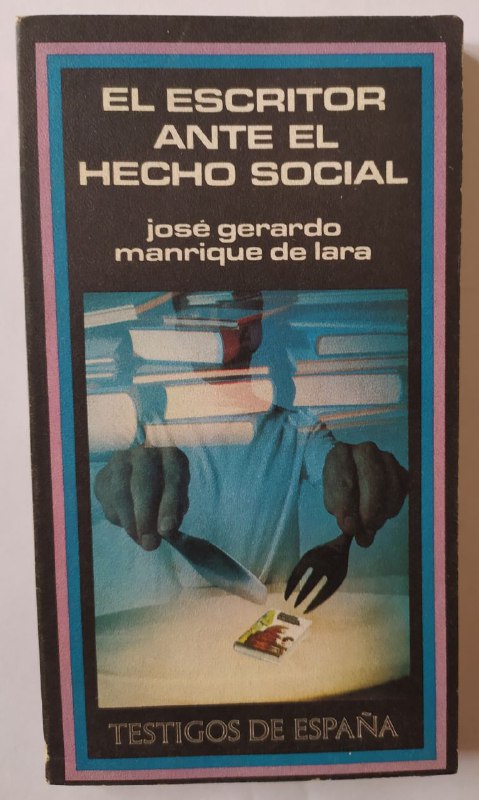 EL ESCRITOR
ANTE EL
HECHO SOCIAL
josé gerardo
manrique de lara
TESTIGOS DE ESPAÑA